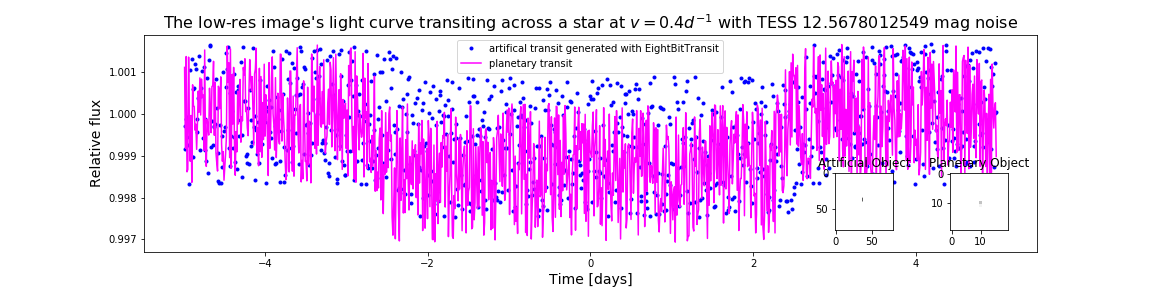 The low-res image's light curve transiting across a star at v = 0.4d⁻¹ with TESS 12.5678012549 mag noise
artifical transit generated with EightBitTransit
planetary transit
Relative flux
1.001
1.000
0.999
0.998
0.997
Artificial Object
0
50
0 50
Planetary Object
0
10
0 10
−4 −2 0 2 4
Time [days]